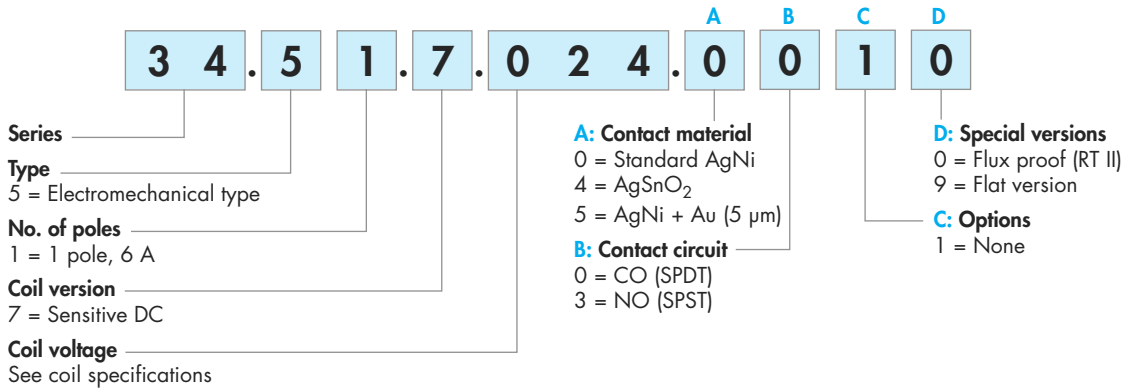 A B C D
3 4 . 5 1 . 7 . 0 2 4 . 0 0 1 0
Series
Type
5 = Electromechanical type
No. of poles
1 = 1 pole, 6 A
Coil version
7 = Sensitive DC
Coil voltage
See coil specifications
A: Contact material
0 = Standard AgNi
4 = AgSnO2
5 = AgNi + Au (5 µm)
B: Contact circuit
0 = CO (SPDT)
3 = NO (SPST)
D: Special versions
0 = Flux proof (RT II)
9 = Flat version
C: Options
1 = None